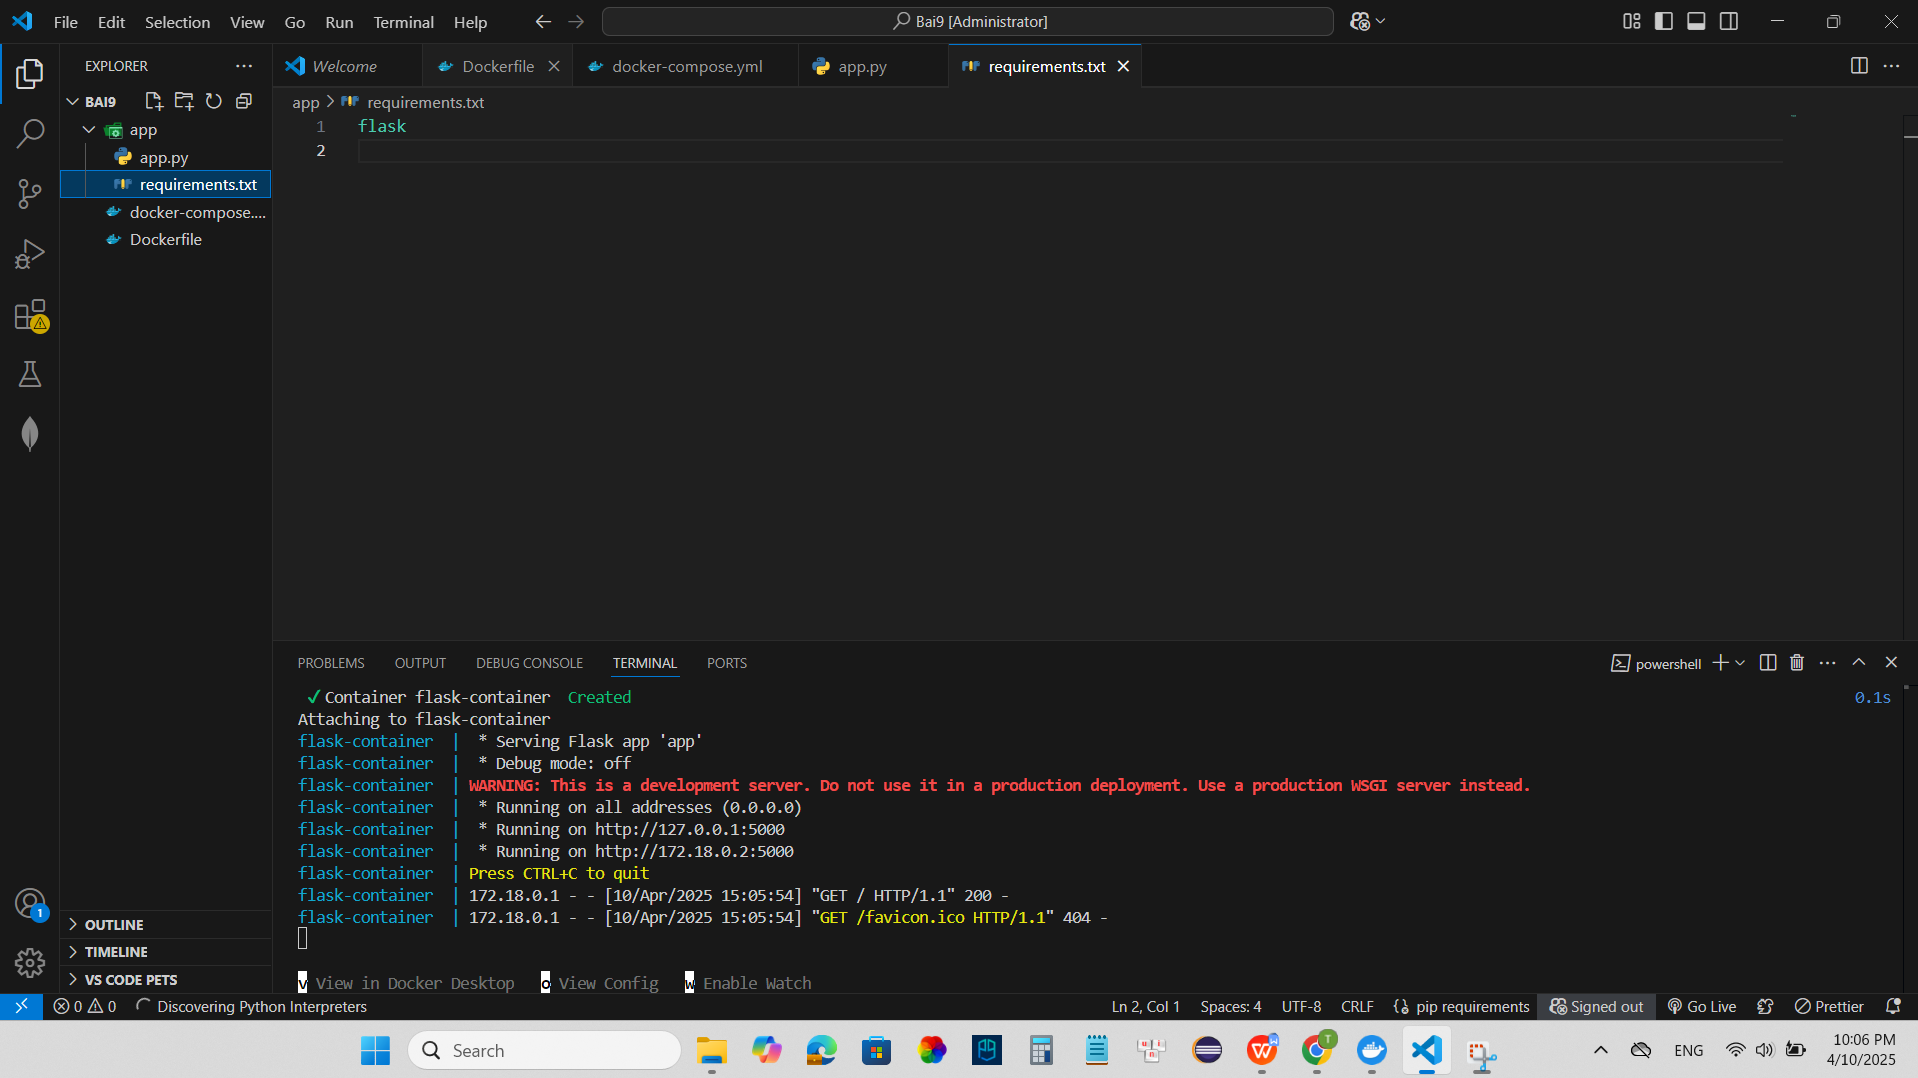 File Edit Selection View Go Run Terminal Help
Bai9 [Administrator]
EXPLORER
Welcome
Dockerfile
docker-compose.yml
app.py
requirements.txt
BAI9
app
app.py
requirements.txt
docker-compose....
Dockerfile
app > requirements.txt
1 flask
2
PROBLEMS OUTPUT DEBUG CONSOLE TERMINAL PORTS
powershell
✓Container flask-container Created 0.1s
Attaching to flask-container
flask-container | * Serving Flask app 'app'
flask-container | * Debug mode: off
flask-container | WARNING: This is a development server. Do not use it in a production deployment. Use a production WSGI server instead.
flask-container | * Running on all addresses (0.0.0.0)
flask-container | * Running on http://127.0.0.1:5000
flask-container | * Running on http://172.18.0.2:5000
flask-container | Press CTRL+C to quit
flask-container | 172.18.0.1 - - [10/Apr/2025 15:05:54] "GET / HTTP/1.1" 200 -
flask-container | 172.18.0.1 - - [10/Apr/2025 15:05:54] "GET /favicon.ico HTTP/1.1" 404 -
v View in Docker Desktop o View Config w Enable Watch
1
OUTLINE
TIMELINE
VS CODE PETS
0 0 Discovering Python Interpreters
Ln 2, Col 1 Spaces: 4 UTF-8 CRLF pip requirements Signed out Go Live Prettier
Search
T
ENG
10:06 PM
4/10/2025